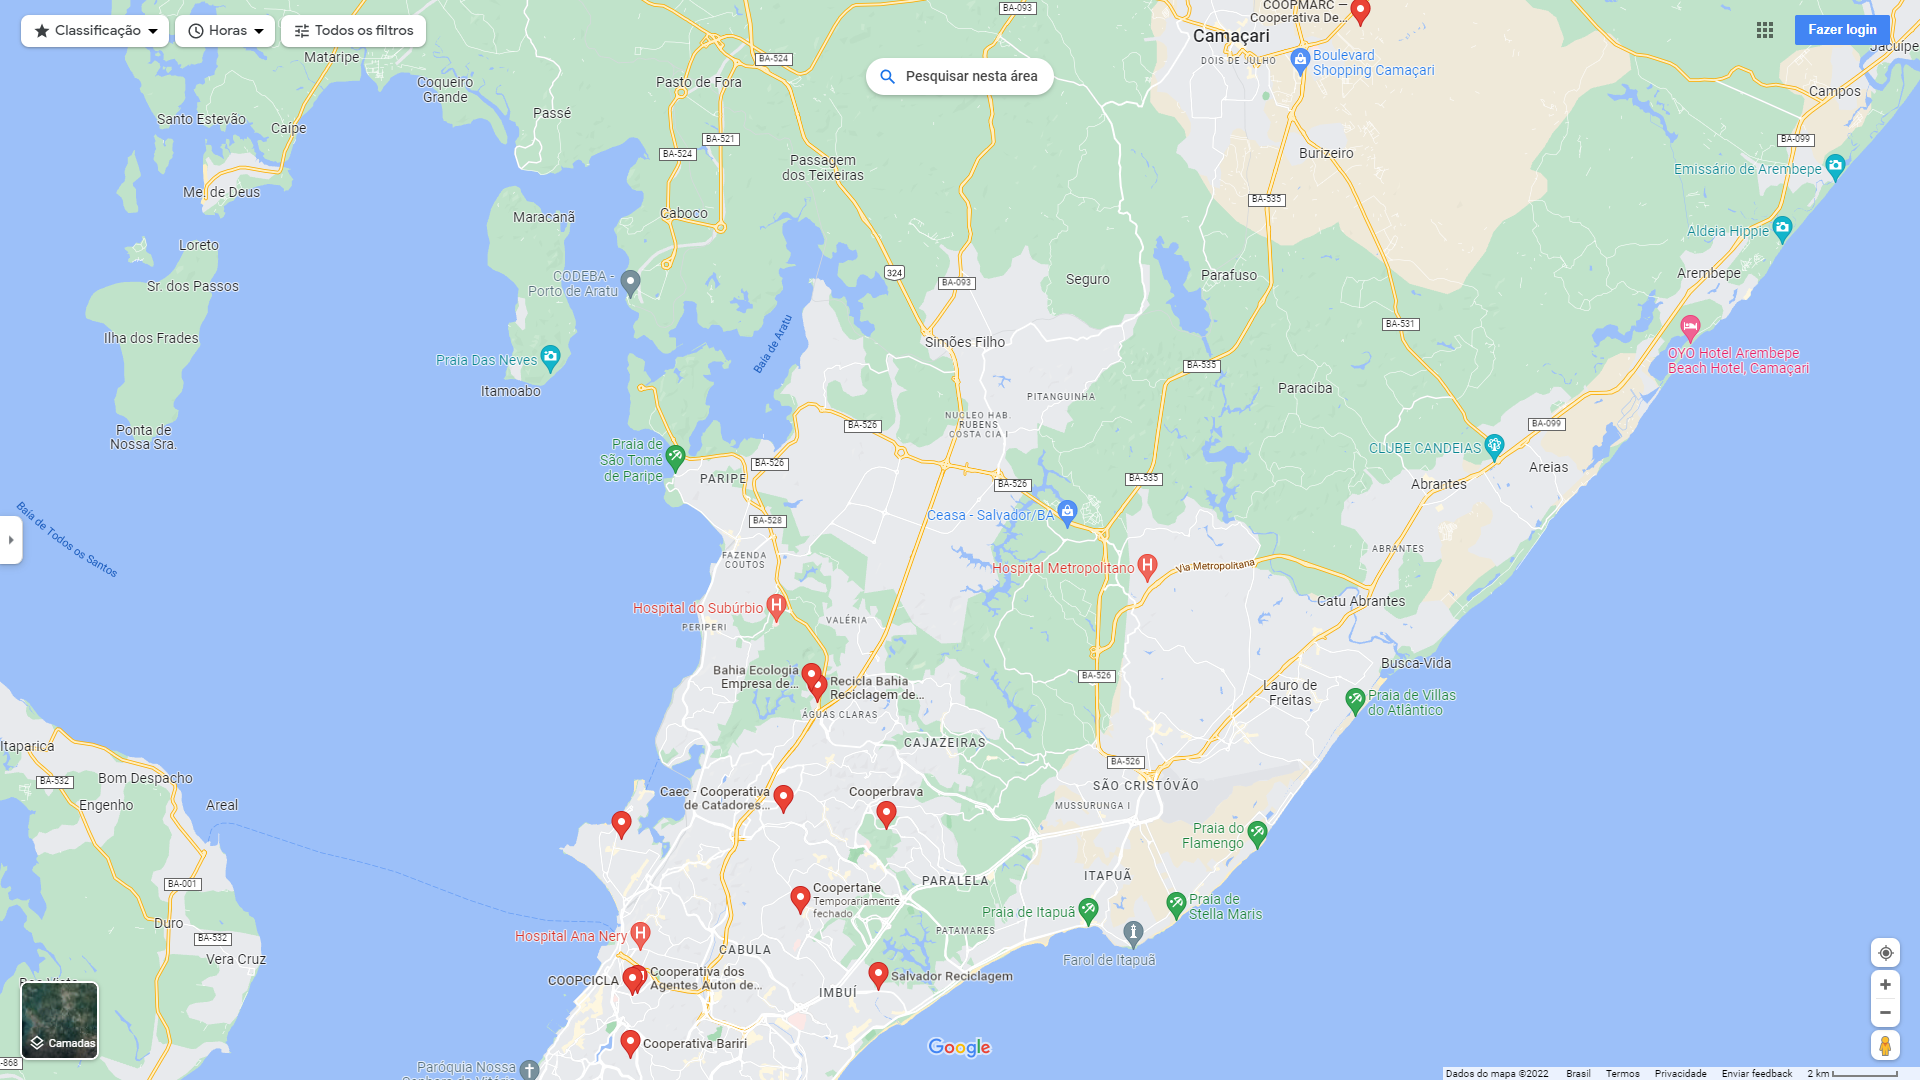 Classificação
Horas
Todos os filtros
Pesquisar nesta área
Fazer login
BA-093
COOPMARC —
Cooperativa De...
Camaçari
DOIS DE JULHO
Boulevard
Shopping Camaçari
Jacuípe
Mataripe
Coqueiro
Grande
Pasto de Fora
BA-524
Campos
Passé
Santo Estevão
Caípe
BA-521
BA-524
BA-099
Passagem
dos Teixeiras
Burizeiro
Emissário de Arembepe
Me. de Deus
BA-535
Maracanã
Caboco
Aldeia Hippie
Loreto
324
Arembepe
CODEBA -
Porto de Aratu
BA-093
Seguro
Parafuso
Sr. dos Passos
Ilha dos Frades
Baía de Aratu
Simões Filho
BA-531
OYO Hotel Arembepe
Beach Hotel, Camaçari
Praia Das Neves
Itamoabo
BA-535
Paraciba
PITANGUINHA
NUCLEO HAB.
RUBENS
COSTA CIA I
BA-526
BA-099
Ponta de
Nossa Sra.
Praia de
São Tomé
de Paripe
BA-526
CLUBE CANDEIAS
Areias
PARIPE
BA-526
BA-535
Abrantes
Baía de Todos os Santos
BA-528
Ceasa - Salvador/BA
FAZENDA
COUTOS
ABRANTES
Hospital Metropolitano
Via Metropolitana
Hospital do Subúrbio
PERIPERI
VALÉRIA
Catu Abrantes
Busca-Vida
Bahia Ecologia
Empresa de...
Recicla Bahia
Reciclagem de...
BA-526
Lauro de
Freitas
Praia de Villas
do Atlântico
ÁGUAS CLARAS
CAJAZEIRAS
Itaparica
BA-532
Bom Despacho
Engenho
Areal
BA-526
SÃO CRISTÓVÃO
MUSSURUNGA I
Caec - Cooperativa
de Catadores...
Cooperbrava
Praia do
Flamengo
BA-001
Coopertane
Temporariamente
fechado
PARALELA
ITAPUÃ
Praia de Itapuã
Praia de
Stella Maris
Duro
BA-532
Hospital Ana Nery
PATAMARES
Farol de Itapuã
CABULA
Vera Cruz
COOPCICLA
Cooperativa dos
Agentes Auton de...
IMBUÍ
Salvador Reciclagem
Camadas
Cooperativa Bariri
Google
-868
Paróquia Nossa
Dados do mapa ©2022
Brasil
Termos
Privacidade
Enviar feedback
2 km